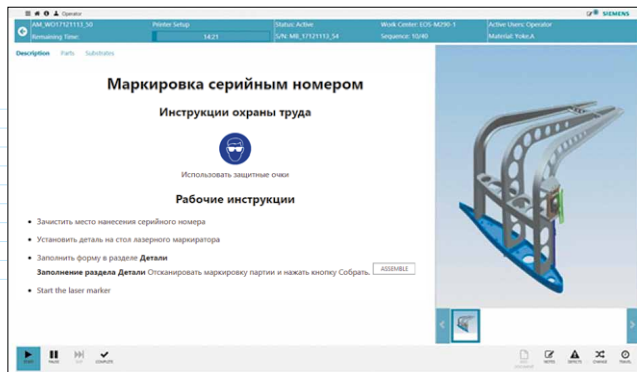 Operator
SIEMENS
AM_WO17121113_50 Printer Setup Status: Active Work Center: EOS-M290-1 Active Users: Operator
Remaining Time: 14:21 S/N: MB_17121113_54 Sequence: 10/40 Material: Yoke.A
Description Parts Substrates
Маркировка серийным номером
Инструкции охраны труда
Использовать защитные очки
Рабочие инструкции
Зачистить место нанесения серийного номера
Установить деталь на стол лазерного маркиратора
Заполнить форму в разделе Детали
Заполнение раздела Детали Отсканировать маркировку партии и нажать кнопку Собрать. ASSEMBLE
Start the laser marker
START PAUSE COMPLETE NOTES DEFECTS CHANGE TRAVEL